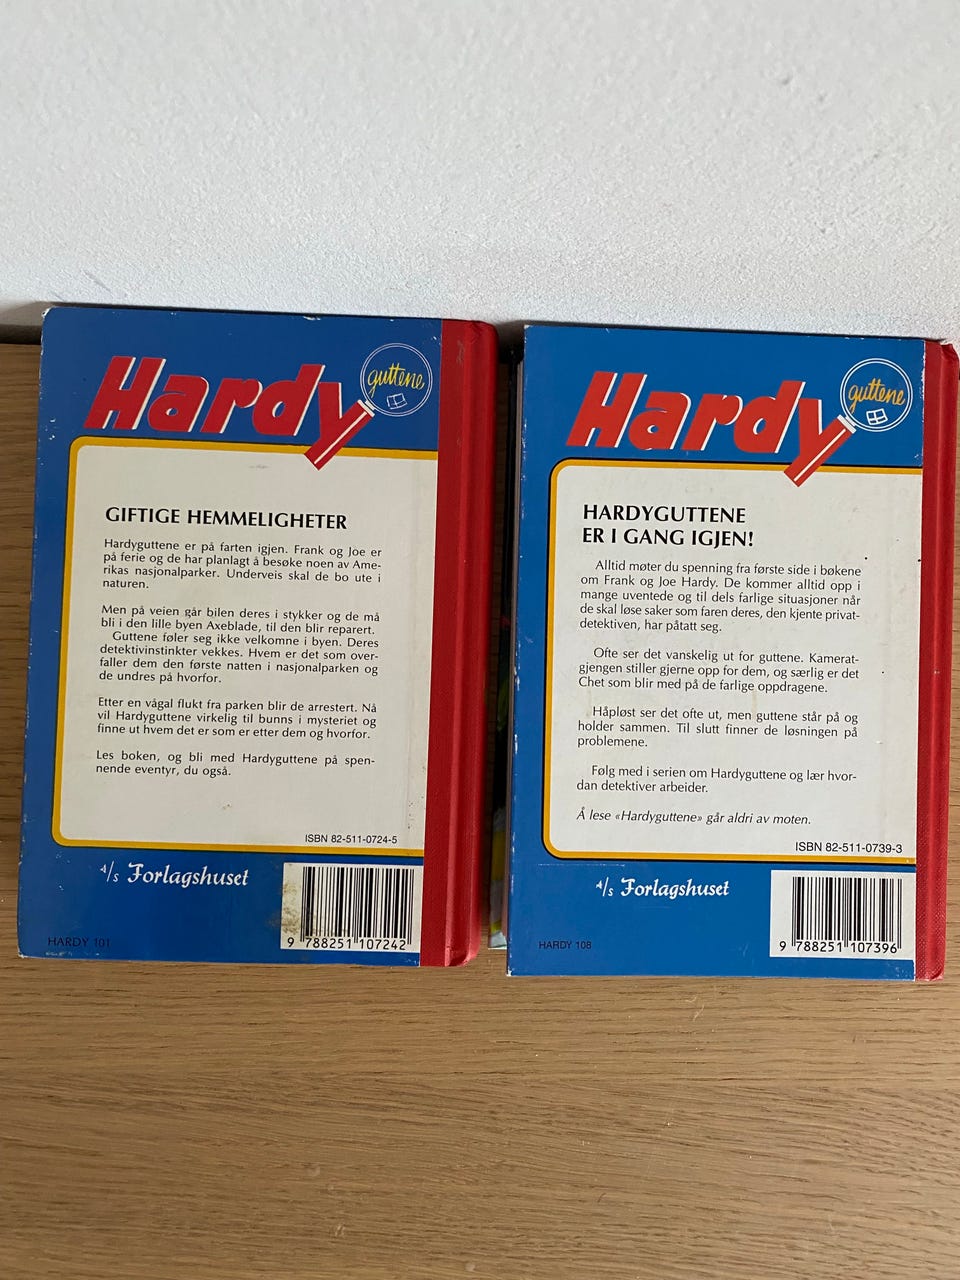 Hardy
guttene
GIFTIGE HEMMELIGHETER
Hardyguttene er på farten igjen. Frank og Joe er
på ferie og de har planlagt å besøke noen av Ame-
rikas nasjonalparker. Underveis skal de bo ute i
naturen.
Men på veien går bilen deres i stykker og de må
bli i den lille byen Axeblade, til den blir reparert.
Guttene føler seg ikke velkomne i byen. Deres
detektivinstinkter vekkes. Hvem er det som over-
faller dem den første natten i nasjonalparken og
de undres på hvorfor.
Etter en vågal flukt fra parken blir de arrestert. Nå
vil Hardyguttene virkelig til bunns i mysteriet og
finne ut hvem det er som er etter dem og hvorfor.
Les boken, og bli med Hardyguttene på spen-
nende eventyr, du også.
ISBN 82-511-0724-5
A/S Forlagshuset
HARDY 101
9 788251 107242
Hardy
guttene
HARDYGUTTENE
ER I GANG IGJEN!
Alltid møter du spenning fra første side i bøkene
om Frank og Joe Hardy. De kommer alltid opp i
mange uventede og til dels farlige situasjoner når
de skal løse saker som faren deres, den kjente privat-
detektiven, har påtatt seg.
Ofte ser det vanskelig ut for guttene. Kamerat-
gjengen stiller gjerne opp for dem, og særlig er det
Chet som blir med på de farlige oppdragene.
Håpløst ser det ofte ut, men guttene står på og
holder sammen. Til slutt finner de løsningen på
problemene.
Følg med i serien om Hardyguttene og lær hvor-
dan detektiver arbeider.
Å lese «Hardyguttene» går aldri av moten.
ISBN 82-511-0739-3
A/S Forlagshuset
HARDY 108
9 788251 107396